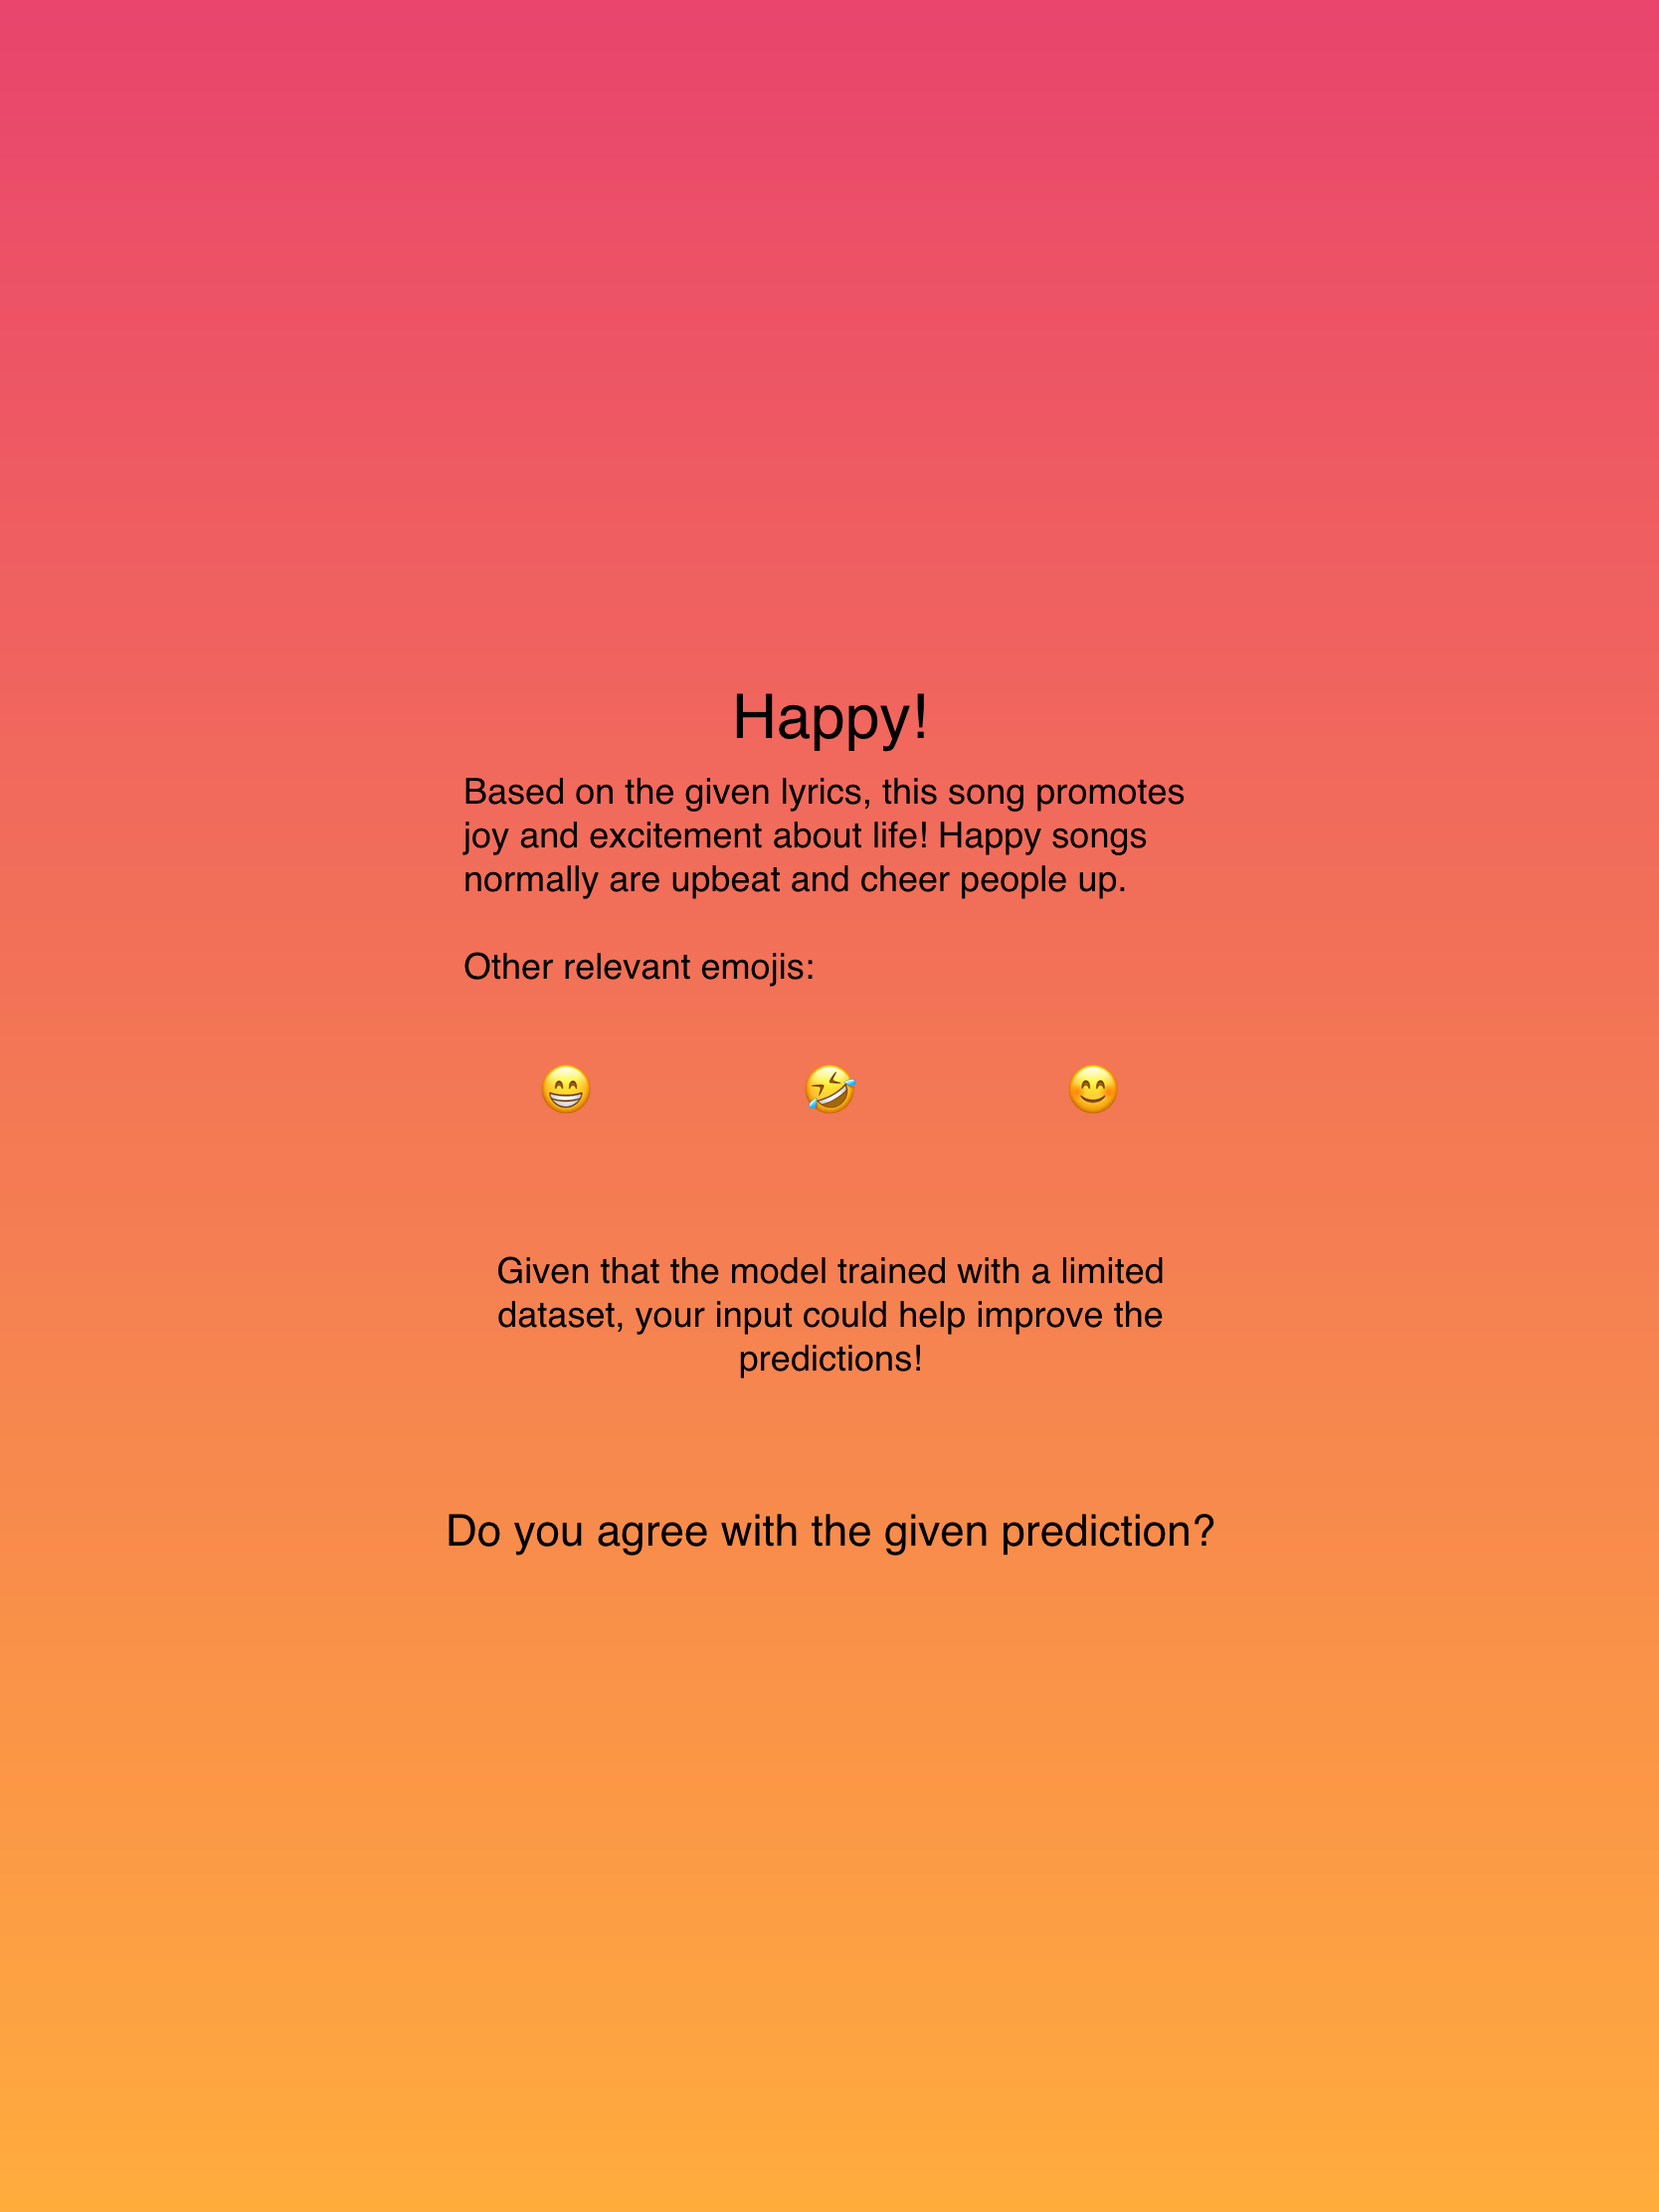 Happy!
Based on the given lyrics, this song promotes
joy and excitement about life! Happy songs
normally are upbeat and cheer people up.
Other relevant emojis:
😁 🤣 😊
Given that the model trained with a limited
dataset, your input could help improve the
predictions!
Do you agree with the given prediction?